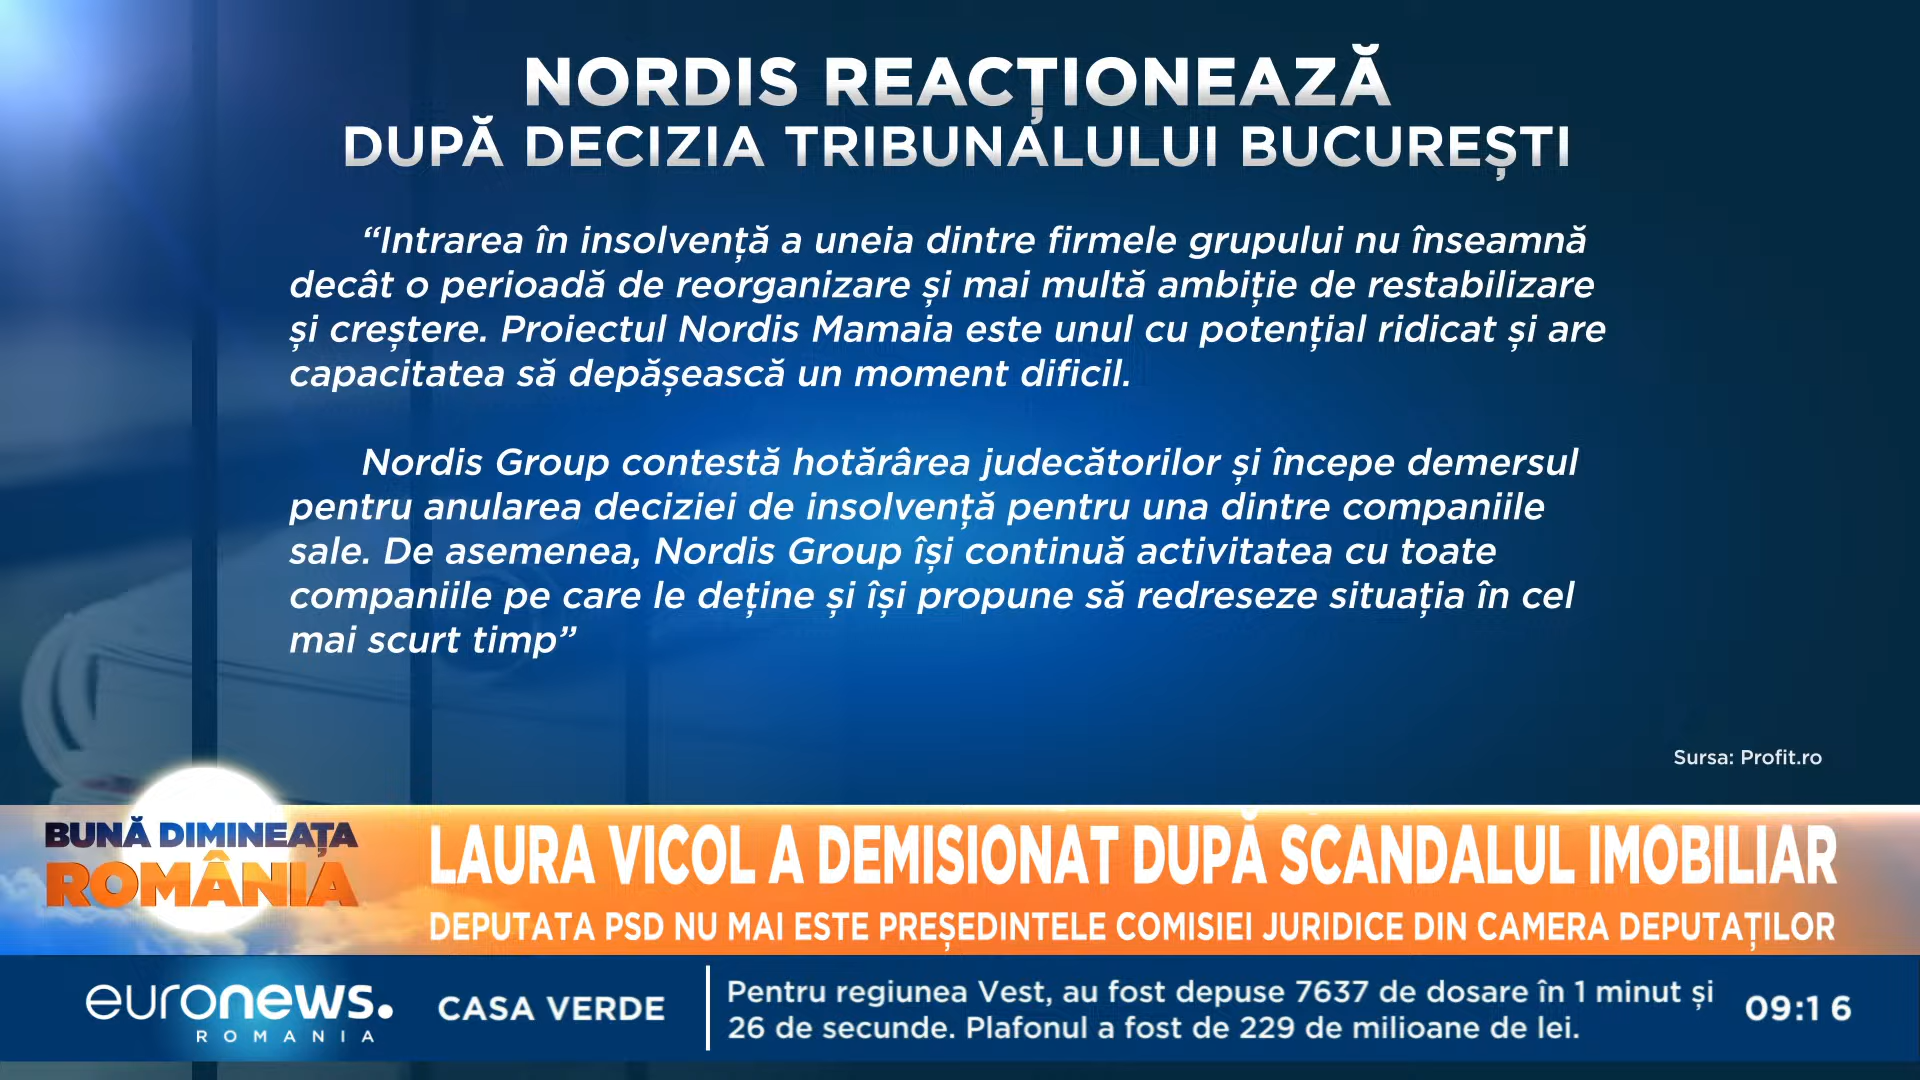 NORDIS REACȚIONEAZĂ
DUPĂ DECIZIA TRIBUNALULUI BUCUREȘTI
“Intrarea în insolvență a uneia dintre firmele grupului nu înseamnă
decât o perioadă de reorganizare și mai multă ambiție de restabilizare
și creștere. Proiectul Nordis Mamaia este unul cu potențial ridicat și are
capacitatea să depășească un moment dificil.
Nordis Group contestă hotărârea judecătorilor și începe demersul
pentru anularea deciziei de insolvență pentru una dintre companiile
sale. De asemenea, Nordis Group își continuă activitatea cu toate
companiile pe care le deține și își propune să redreseze situația în cel
mai scurt timp”
Sursa: Profit.ro
BUNĂ DIMINEAȚA
ROMÂNIA
LAURA VICOL A DEMISIONAT DUPĂ SCANDALUL IMOBILIAR
DEPUTATA PSD NU MAI ESTE PREȘEDINTELE COMISIEI JURIDICE DIN CAMERA DEPUTAȚILOR
euronews.
ROMANIA
CASA VERDE
Pentru regiunea Vest, au fost depuse 7637 de dosare în 1 minut și
26 de secunde. Plafonul a fost de 229 de milioane de lei.
09:16